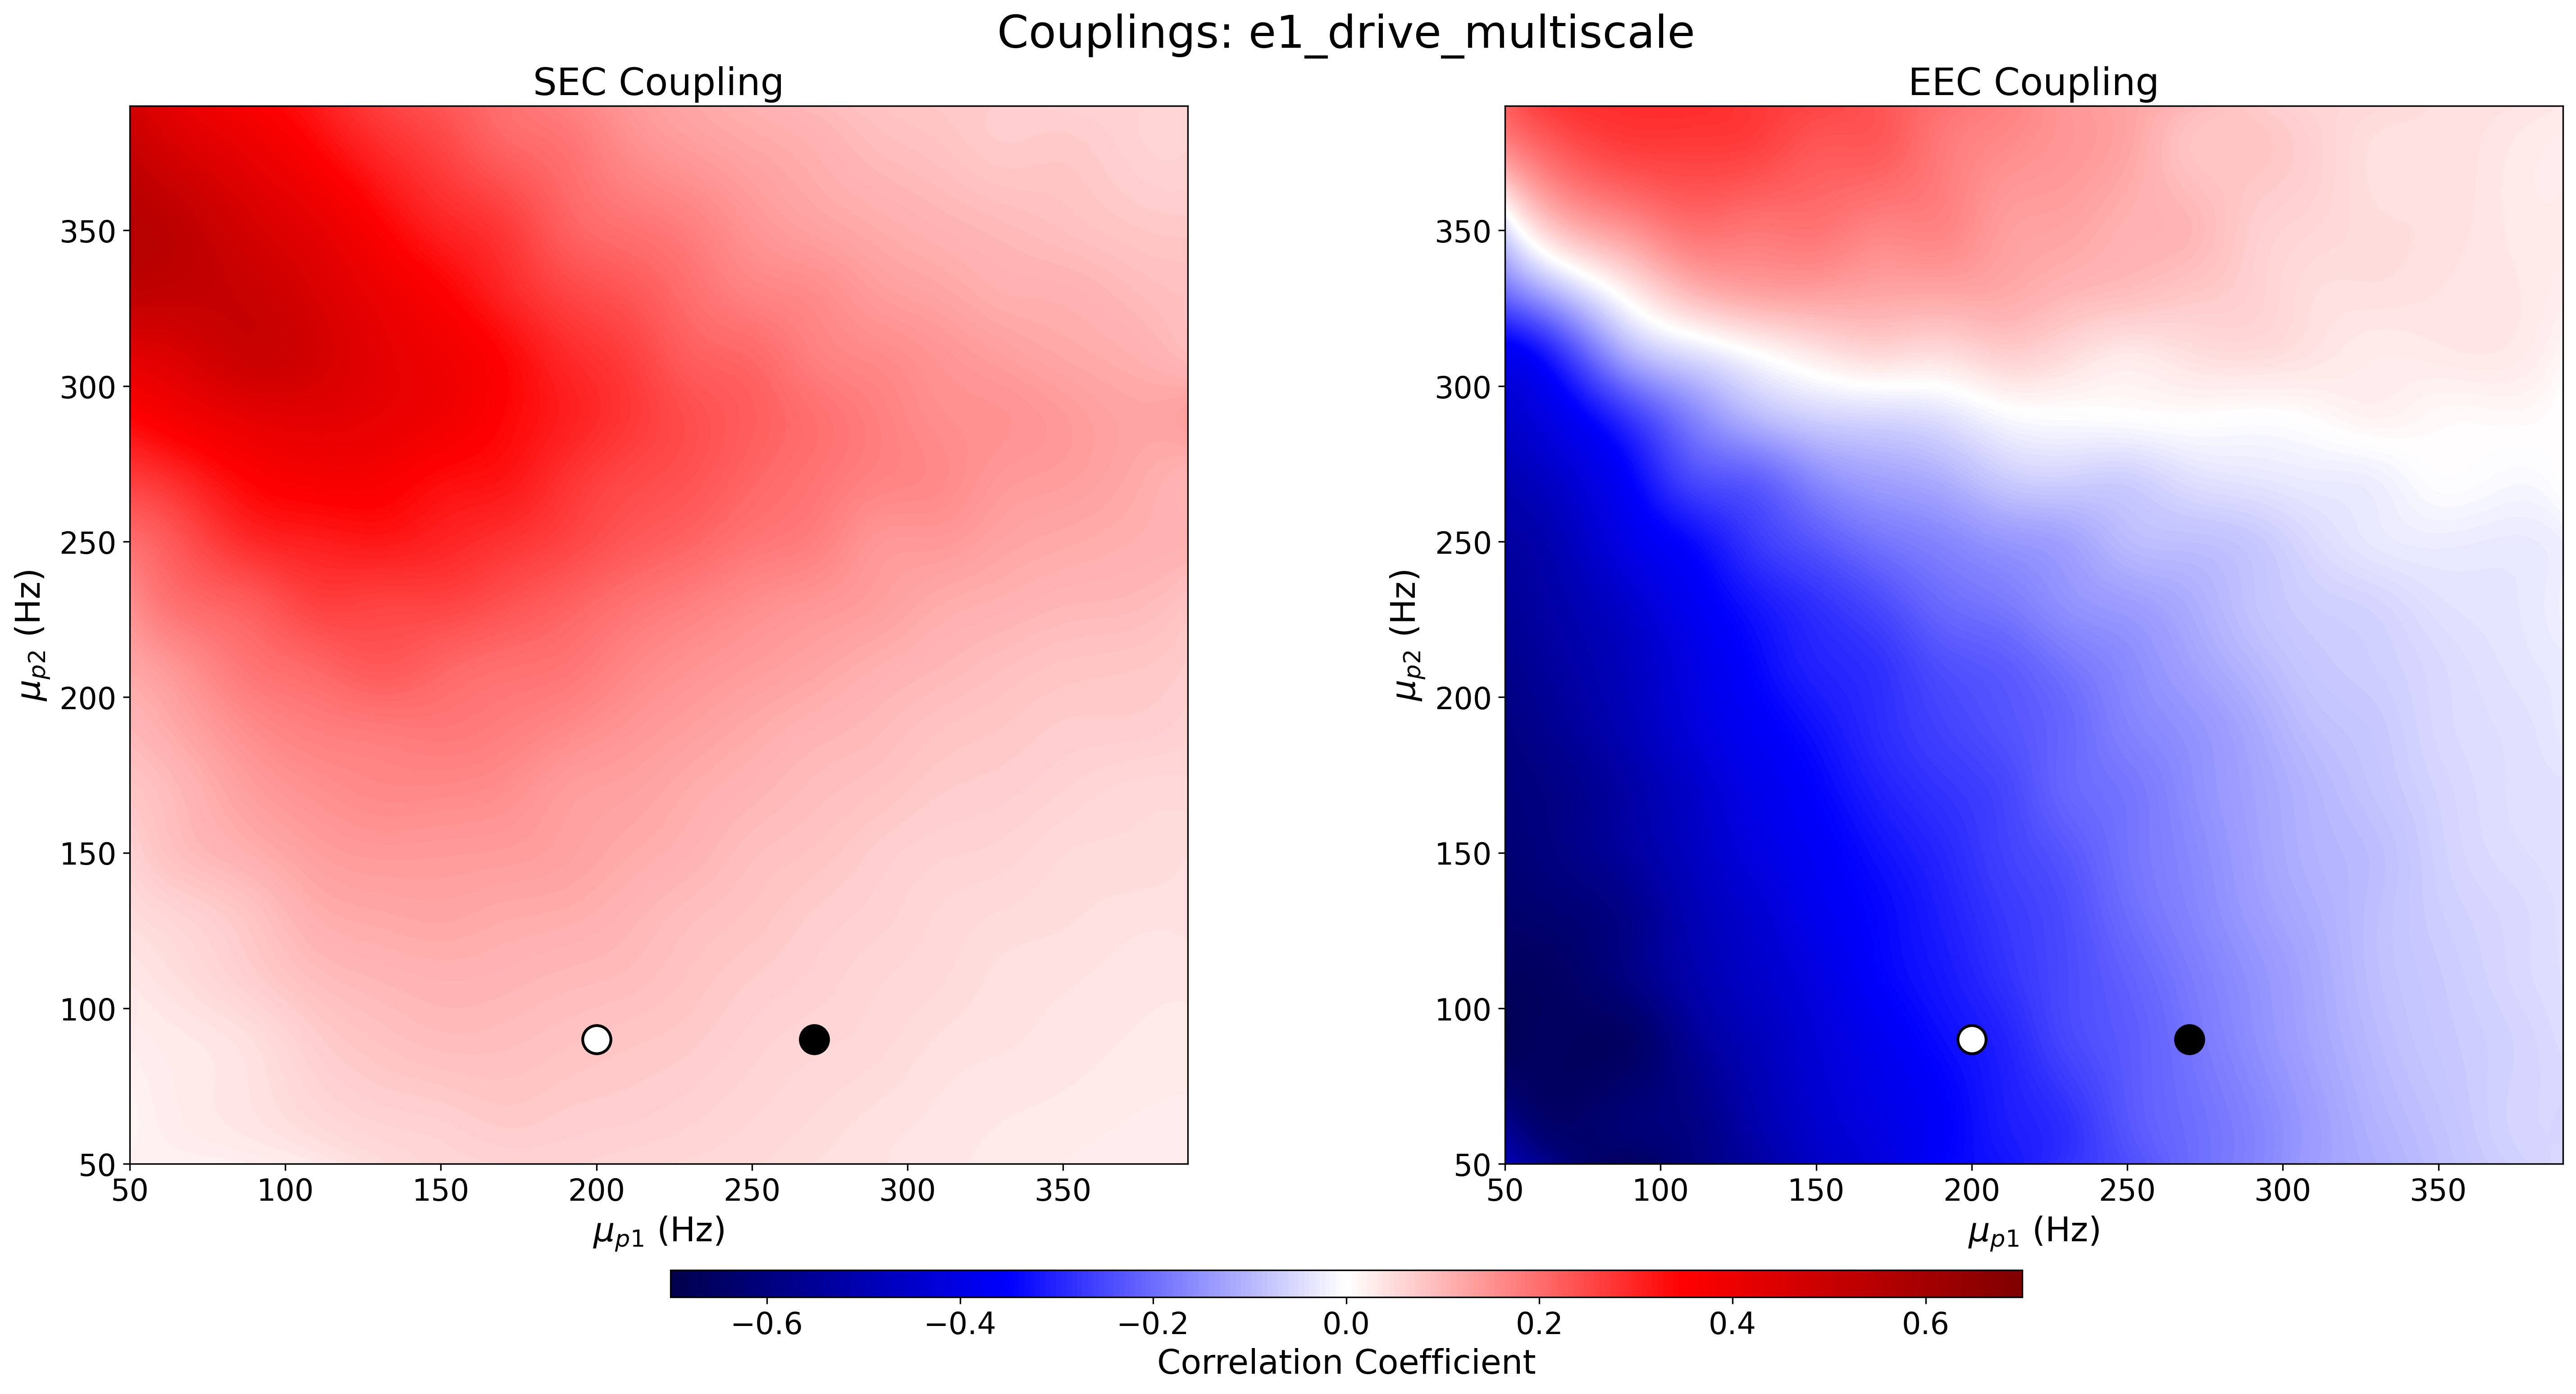 Couplings: e1_drive_multiscale
SEC Coupling
350
300
250
200
150
100
50
μp2 (Hz)
50 100 150 200 250 300 350
μp1 (Hz)
EEC Coupling
350
300
250
200
150
100
50
μp2 (Hz)
50 100 150 200 250 300 350
μp1 (Hz)
−0.6 −0.4 −0.2 0.0 0.2 0.4 0.6
Correlation Coefficient